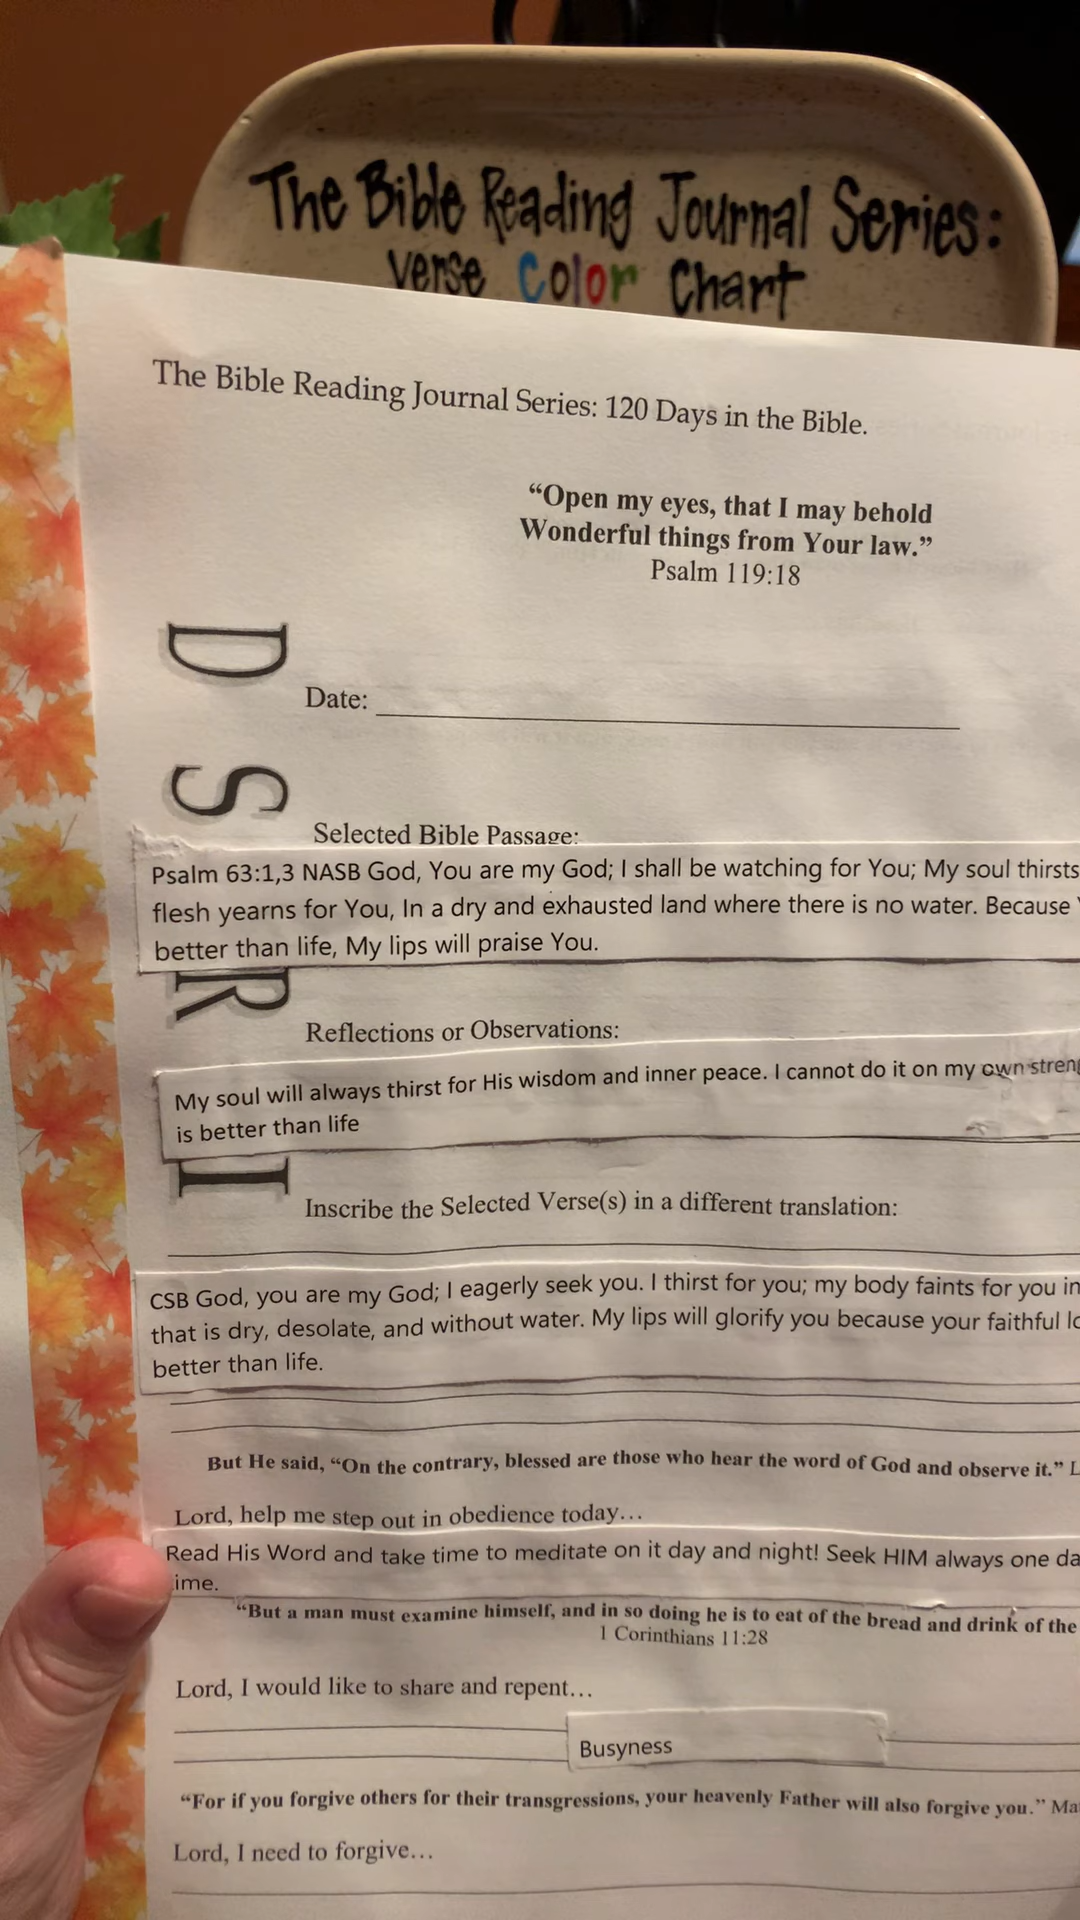 The Bible Reading Journal Series:
Verse Color Chart
The Bible Reading Journal Series: 120 Days in the Bible.
“Open my eyes, that I may behold
Wonderful things from Your law.”
Psalm 119:18
D
Date:
S
Selected Bible Passage:
Psalm 63:1,3 NASB God, You are my God; I shall be watching for You; My soul thirsts
flesh yearns for You, In a dry and exhausted land where there is no water. Because
better than life, My lips will praise You.
R
Reflections or Observations:
My soul will always thirst for His wisdom and inner peace. I cannot do it on my own
is better than life
I
Inscribe the Selected Verse(s) in a different translation:
CSB God, you are my God; I eagerly seek you. I thirst for you; my body faints for you in
that is dry, desolate, and without water. My lips will glorify you because your faithful
better than life.
But He said, “On the contrary, blessed are those who hear the word of God and observe it.”
Lord, help me step out in obedience today...
Read His Word and take time to meditate on it day and night! Seek HIM always one
ime.
“But a man must examine himself, and in so doing he is to eat of the bread and drink of the
1 Corinthians 11:28
Lord, I would like to share and repent...
Busyness
“For if you forgive others for their transgressions, your heavenly Father will also forgive you.”
Lord, I need to forgive...